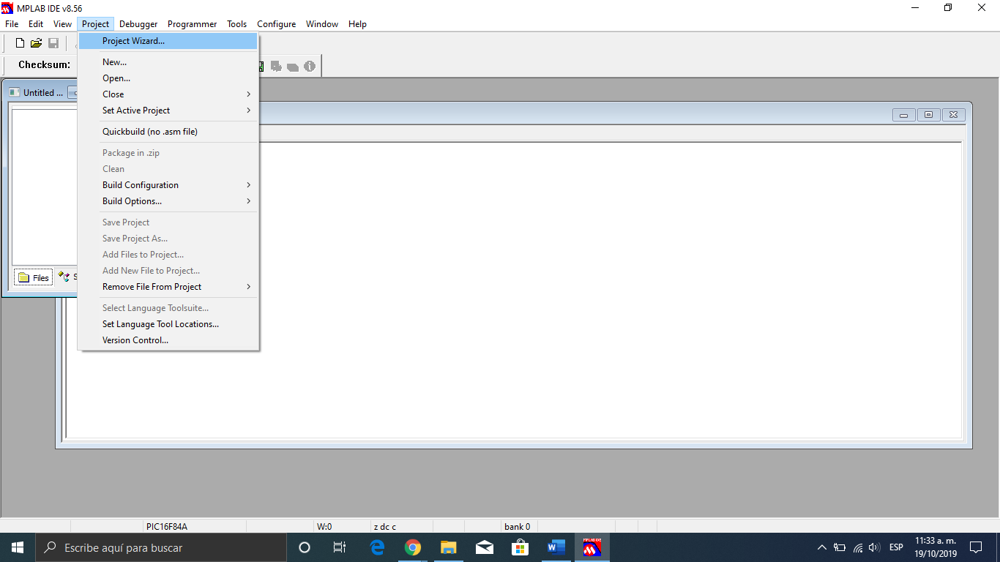 MPLAB IDE v8.56
File Edit View Project Debugger Programmer Tools Configure Window Help
Project Wizard...
Checksum:
New...
Open...
Untitled ...
Close
Set Active Project
Quickbuild (no .asm file)
Package in .zip
Clean
Build Configuration
Build Options...
Save Project
Save Project As...
Add Files to Project...
Add New File to Project...
Files
Remove File From Project
Select Language Toolsuite...
Set Language Tool Locations...
Version Control...
PIC16F84A W:0 z dc c bank 0
Escribe aquí para buscar
MPLAB IDE
ESP
11:33 a. m.
19/10/2019